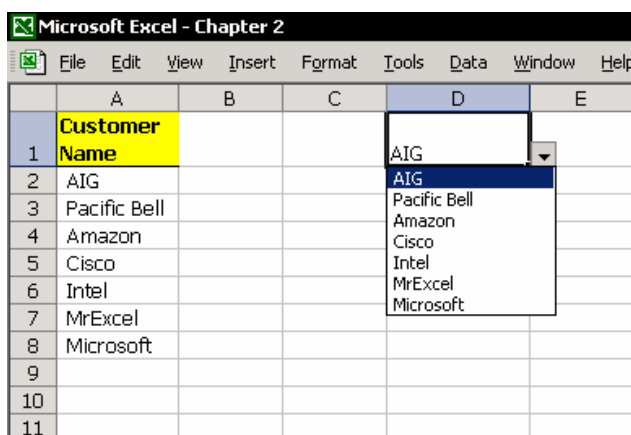 Microsoft Excel - Chapter 2
File Edit View Insert Format Tools Data Window Help
A B C D E
Customer
1 Name AIG
2 AIG AIG
3 Pacific Bell Pacific Bell
4 Amazon Amazon
5 Cisco Cisco
6 Intel Intel
7 MrExcel MrExcel
8 Microsoft Microsoft
9
10
11